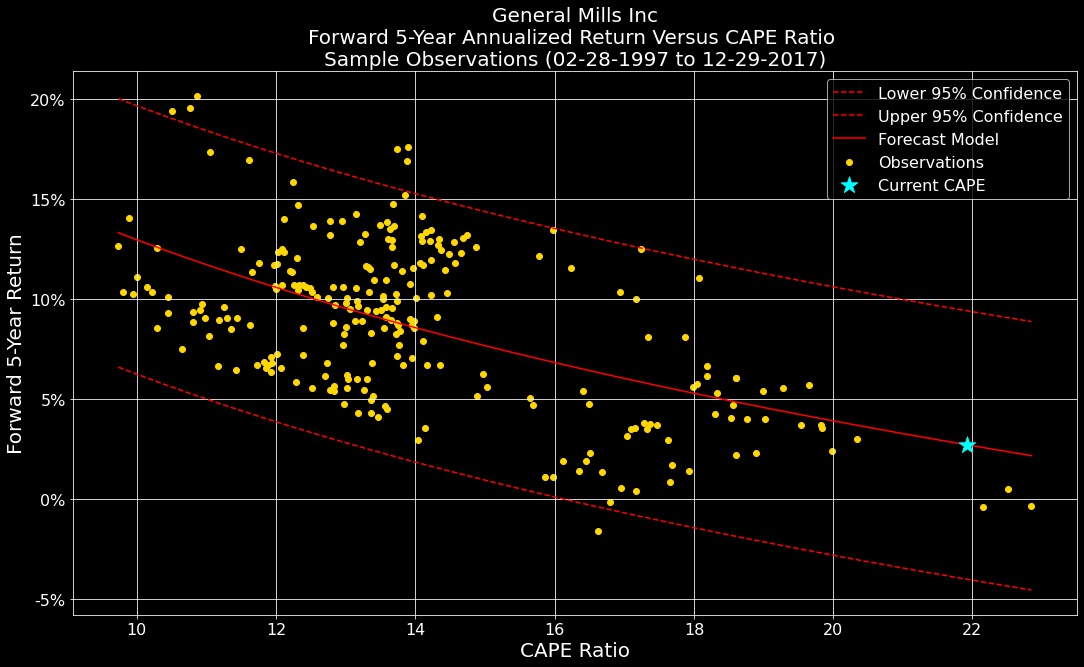 General Mills Inc
Forward 5-Year Annualized Return Versus CAPE Ratio
Sample Observations (02-28-1997 to 12-29-2017)
Lower 95% Confidence
Upper 95% Confidence
Forecast Model
Observations
Current CAPE
Forward 5-Year Return
20%
15%
10%
5%
0%
-5%
10 12 14 16 18 20 22
CAPE Ratio